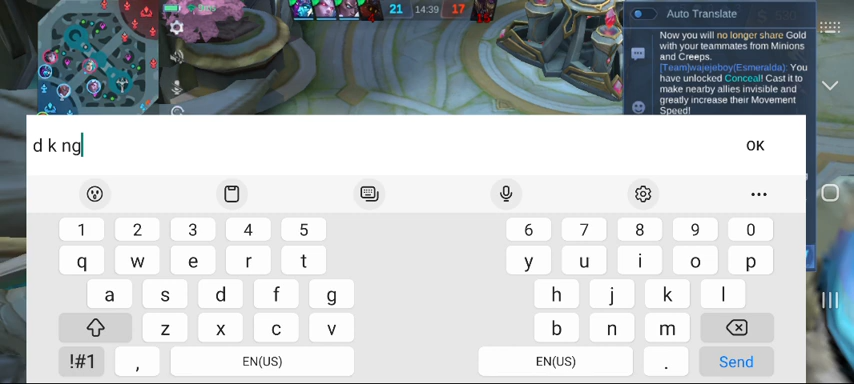 21 14:39 17
Auto Translate
Now you will no longer share Gold
with your teammates from Minions
and Creeps.
[Team]wajejeboy(Esmeralda): You
have unlocked Conceal! Cast it to
make nearby allies invisible and
greatly increase their Movement
Speed!
d k ng
OK
1 2 3 4 5 6 7 8 9 0
q w e r t y u i o p
a s d f g h j k l
z x c v b n m
!#1 , EN(US) EN(US) . Send